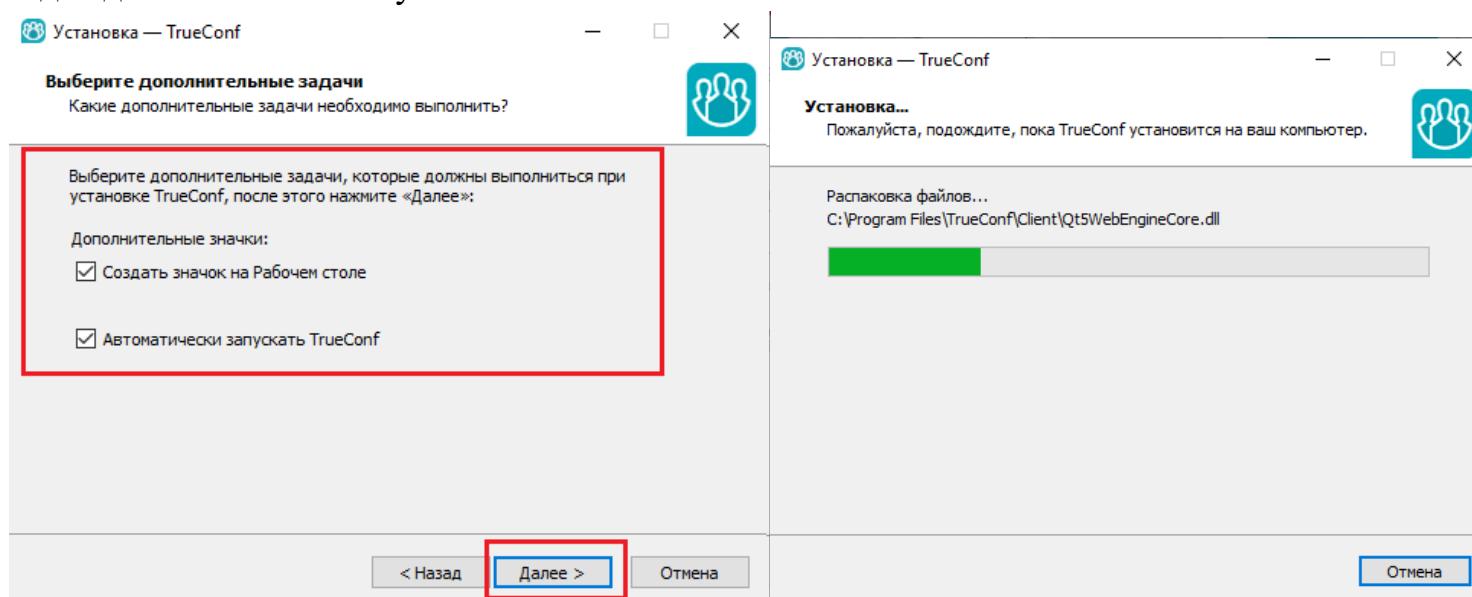 Установка — TrueConf
Выберите дополнительные задачи
Какие дополнительные задачи необходимо выполнить?
Выберите дополнительные задачи, которые должны выполниться при
установке TrueConf, после этого нажмите «Далее»:
Дополнительные значки:
Создать значок на Рабочем столе
Автоматически запускать TrueConf
< Назад
Далее >
Отмена
Установка — TrueConf
Установка...
Пожалуйста, подождите, пока TrueConf установится на ваш компьютер.
Распаковка файлов...
C:\Program Files\TrueConf\Client\Qt5WebEngineCore.dll
Отмена